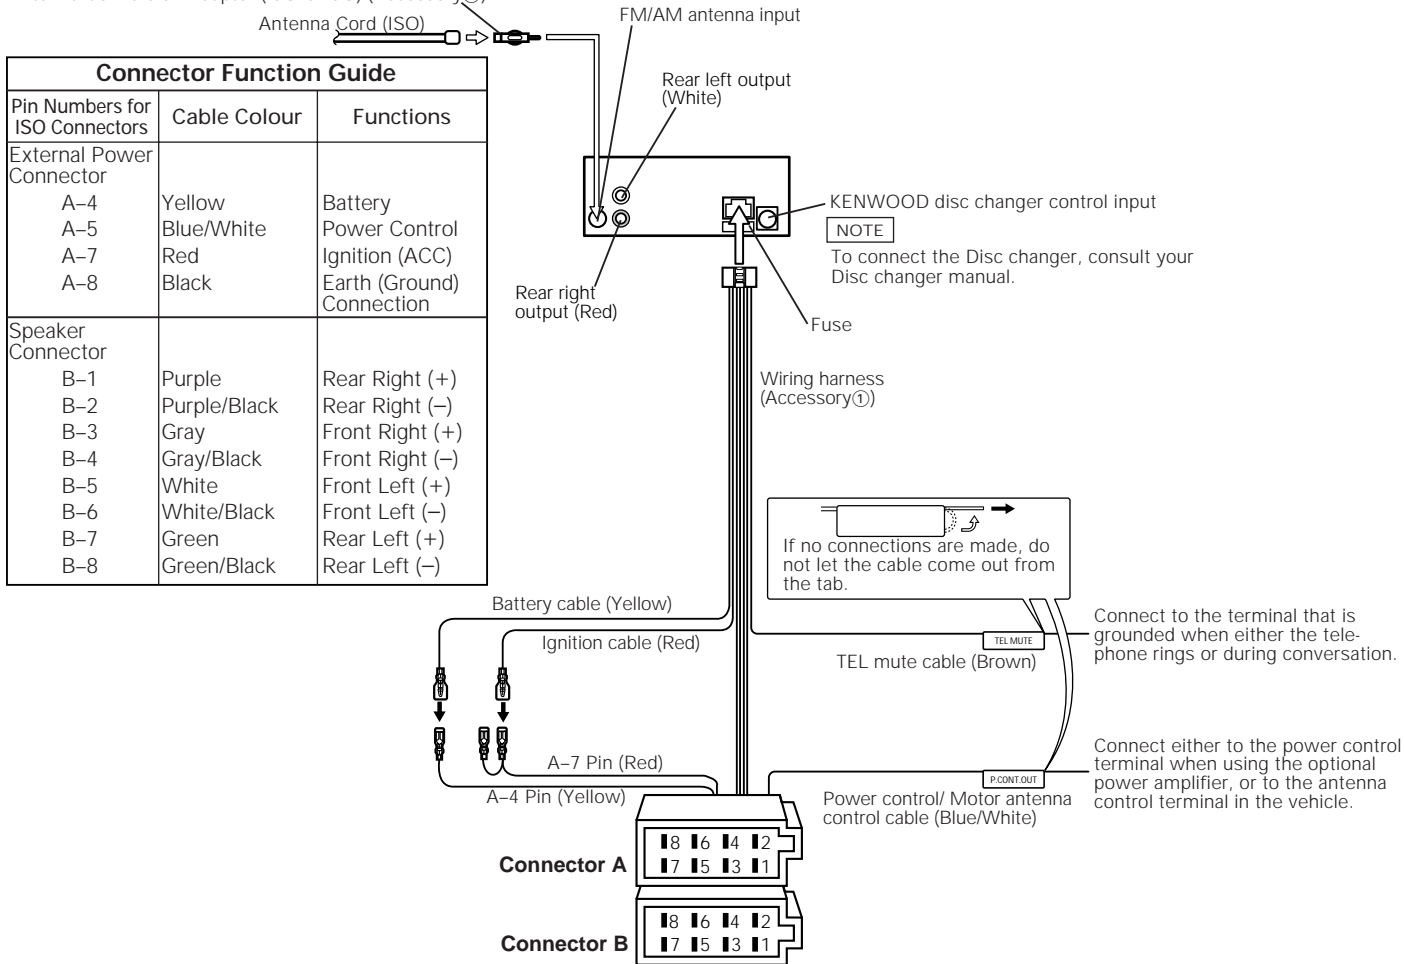 Antenna Cord (ISO)
FM/AM antenna input
Connector Function Guide
Pin Numbers for ISO Connectors | Cable Colour | Functions
External Power Connector
A–4 Yellow Battery
A–5 Blue/White Power Control
A–7 Red Ignition (ACC)
A–8 Black Earth (Ground) Connection
Speaker Connector
B–1 Purple Rear Right (+)
B–2 Purple/Black Rear Right (–)
B–3 Gray Front Right (+)
B–4 Gray/Black Front Right (–)
B–5 White Front Left (+)
B–6 White/Black Front Left (–)
B–7 Green Rear Left (+)
B–8 Green/Black Rear Left (–)
Rear left output
(White)
KENWOOD disc changer control input
NOTE
To connect the Disc changer, consult your
Disc changer manual.
Rear right
output (Red)
Fuse
Wiring harness
(Accessory①)
If no connections are made, do
not let the cable come out from
the tab.
Battery cable (Yellow)
Ignition cable (Red)
TEL MUTE
TEL mute cable (Brown)
Connect to the terminal that is
grounded when either the tele-
phone rings or during conversation.
A–7 Pin (Red)
A–4 Pin (Yellow)
P.CONT.OUT
Power control/ Motor antenna
control cable (Blue/White)
Connect either to the power control
terminal when using the optional
power amplifier, or to the antenna
control terminal in the vehicle.
Connector A
8 6 4 2
7 5 3 1
Connector B
8 6 4 2
7 5 3 1